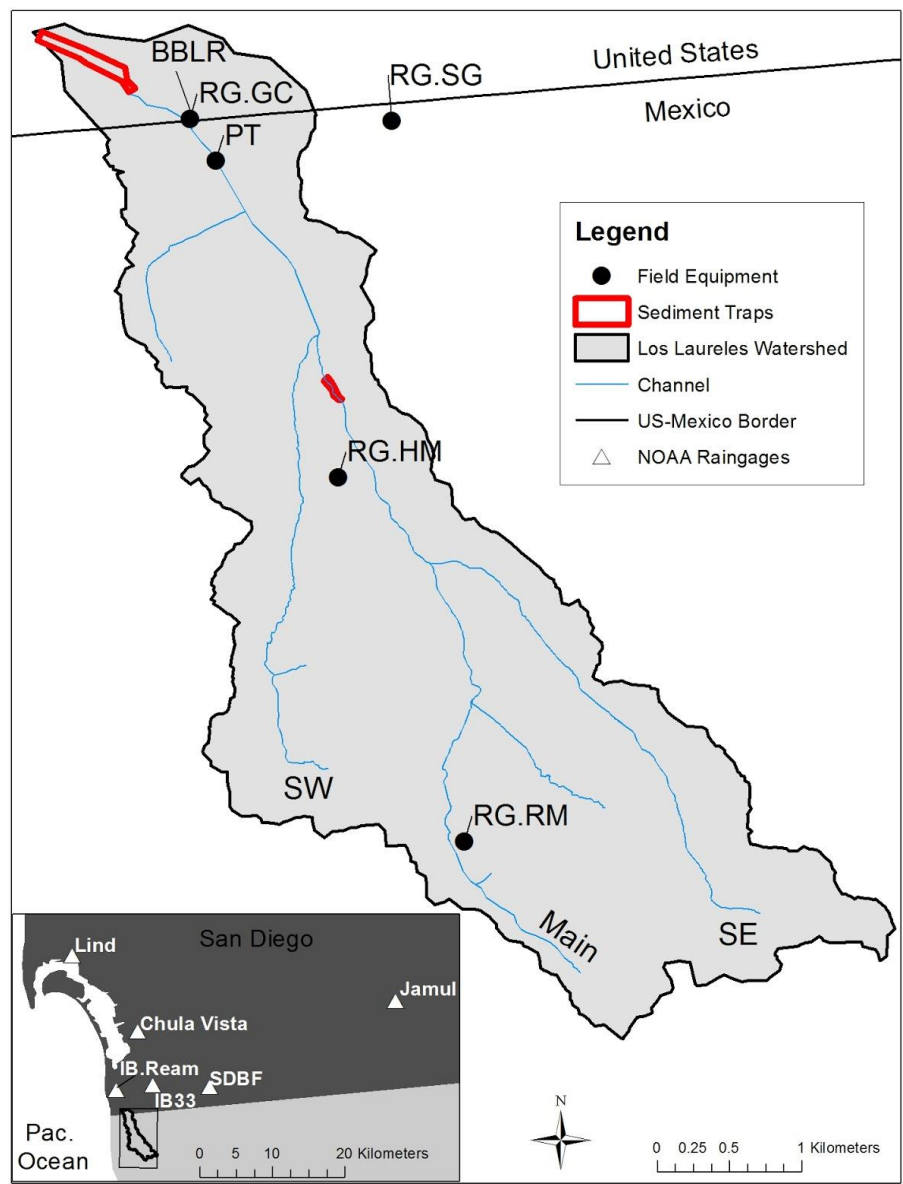 BBLR
RG.GC
RG.SG
United States
Mexico
PT
Legend
Field Equipment
Sediment Traps
Los Laureles Watershed
Channel
US-Mexico Border
NOAA Raingages
RG.HM
SW
RG.RM
Main
SE
San Diego
Lind
Jamul
Chula Vista
IB.Ream
SDBF
IB33
Pac.
Ocean
0 5 10 20 Kilometers
N
0 0.25 0.5 1 Kilometers